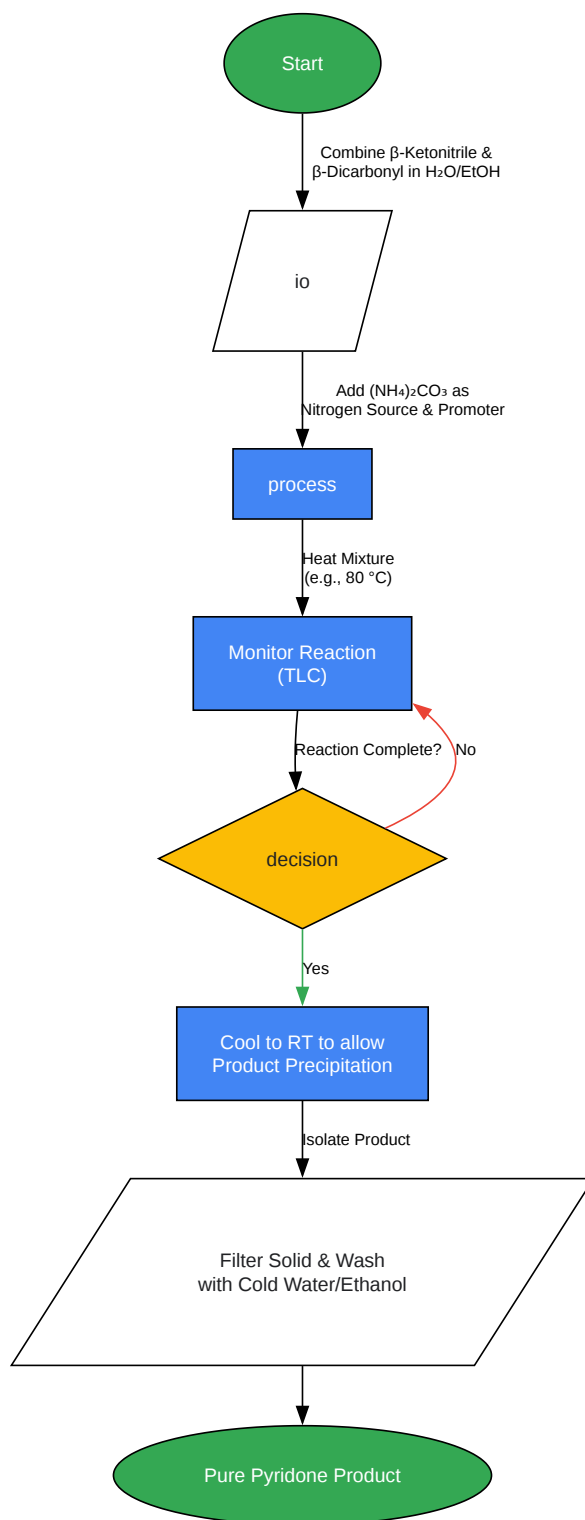 Start
Combine β-Ketonitrile &
β-Dicarbonyl in H₂O/EtOH
io
Add (NH₄)₂CO₃ as
Nitrogen Source & Promoter
process
Heat Mixture
(e.g., 80 °C)
Monitor Reaction
(TLC)
Reaction Complete?
No
decision
Yes
Cool to RT to allow
Product Precipitation
Isolate Product
Filter Solid & Wash
with Cold Water/Ethanol
Pure Pyridone Product